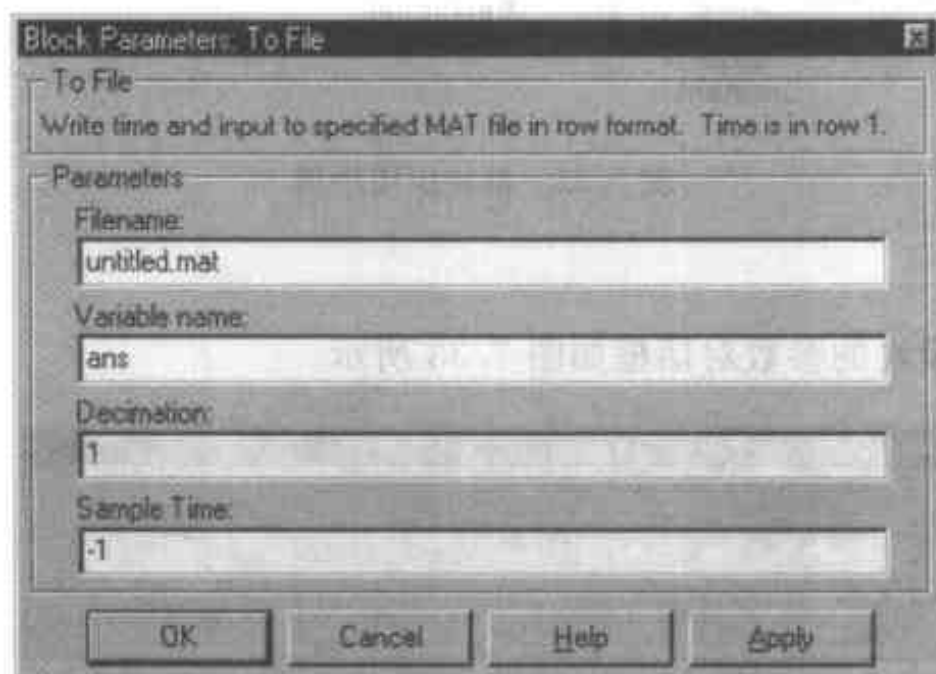 Block Parameters: To File
To File
Write time and input to specified MAT file in row format. Time is in row 1.
Parameters
Filename:
untitled.mat
Variable name:
ans
Decimation:
1
Sample Time:
-1
OK
Cancel
Help
Apply